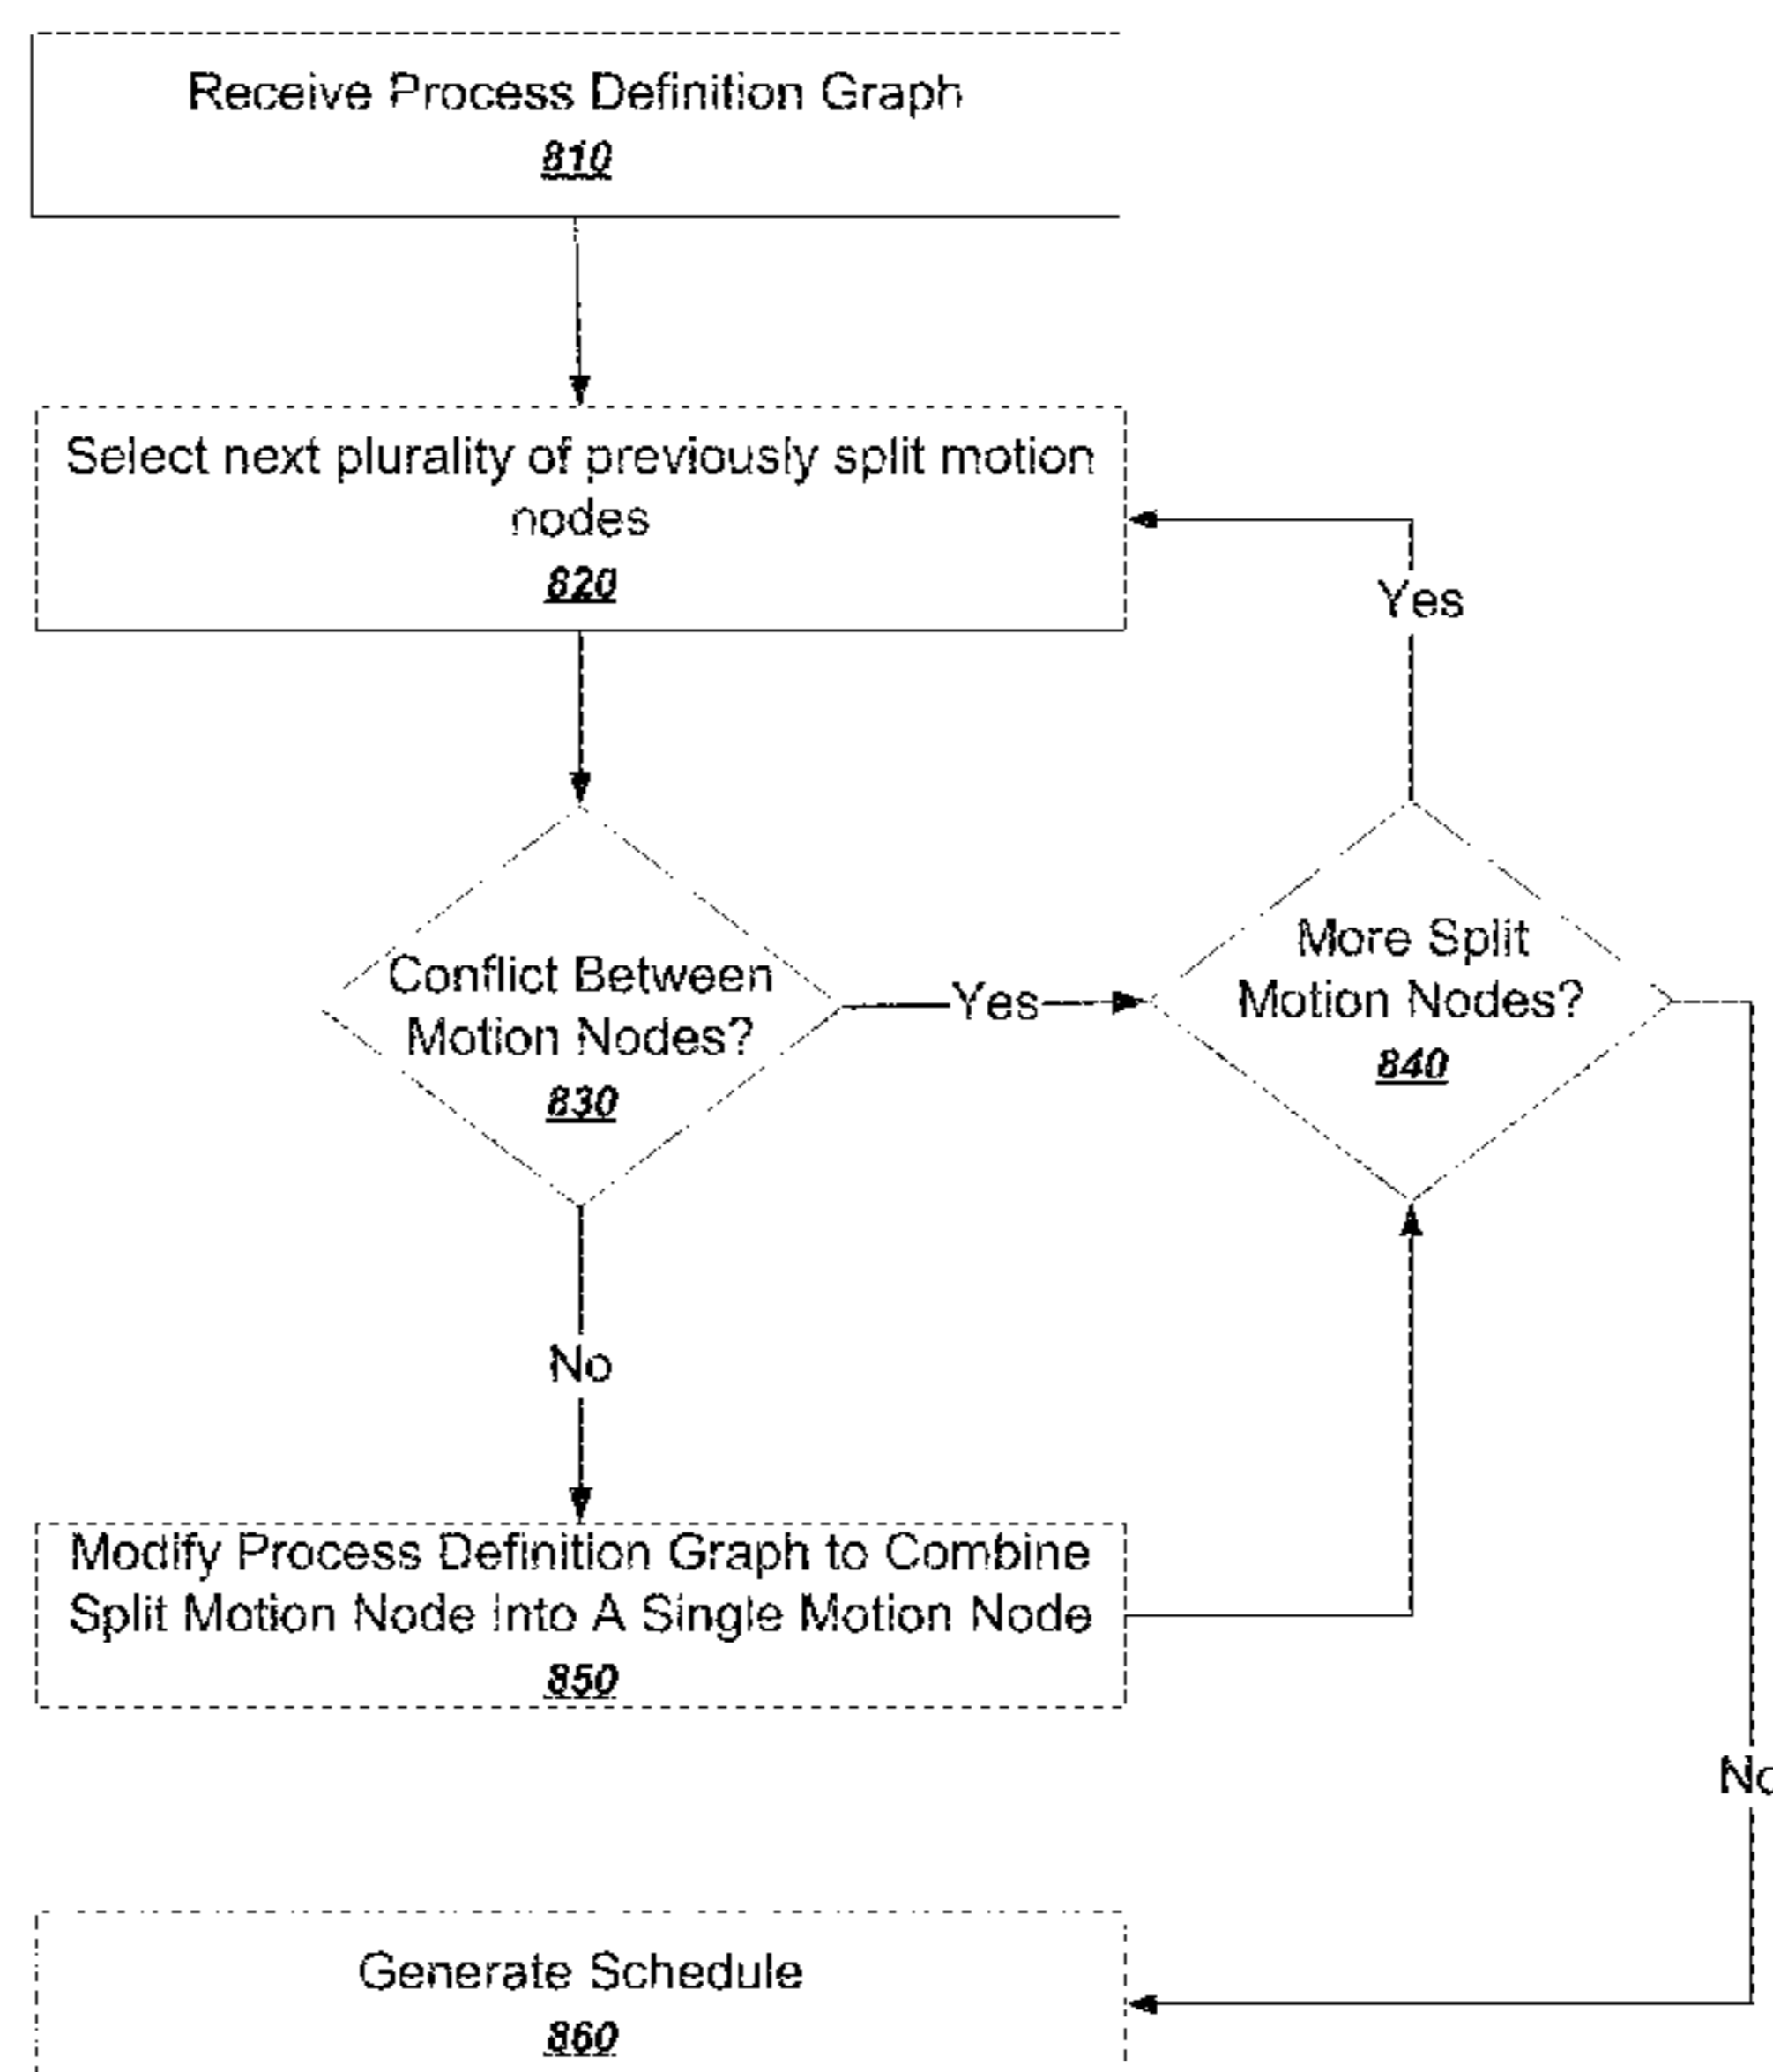 Receive Process Definition Graph
810
Select next plurality of previously split motion
nodes
820
Yes
Conflict Between
Motion Nodes?
830
Yes
More Split
Motion Nodes?
840
No
Modify Process Definition Graph to Combine
Split Motion Node Into A Single Motion Node
850
No
Generate Schedule
860